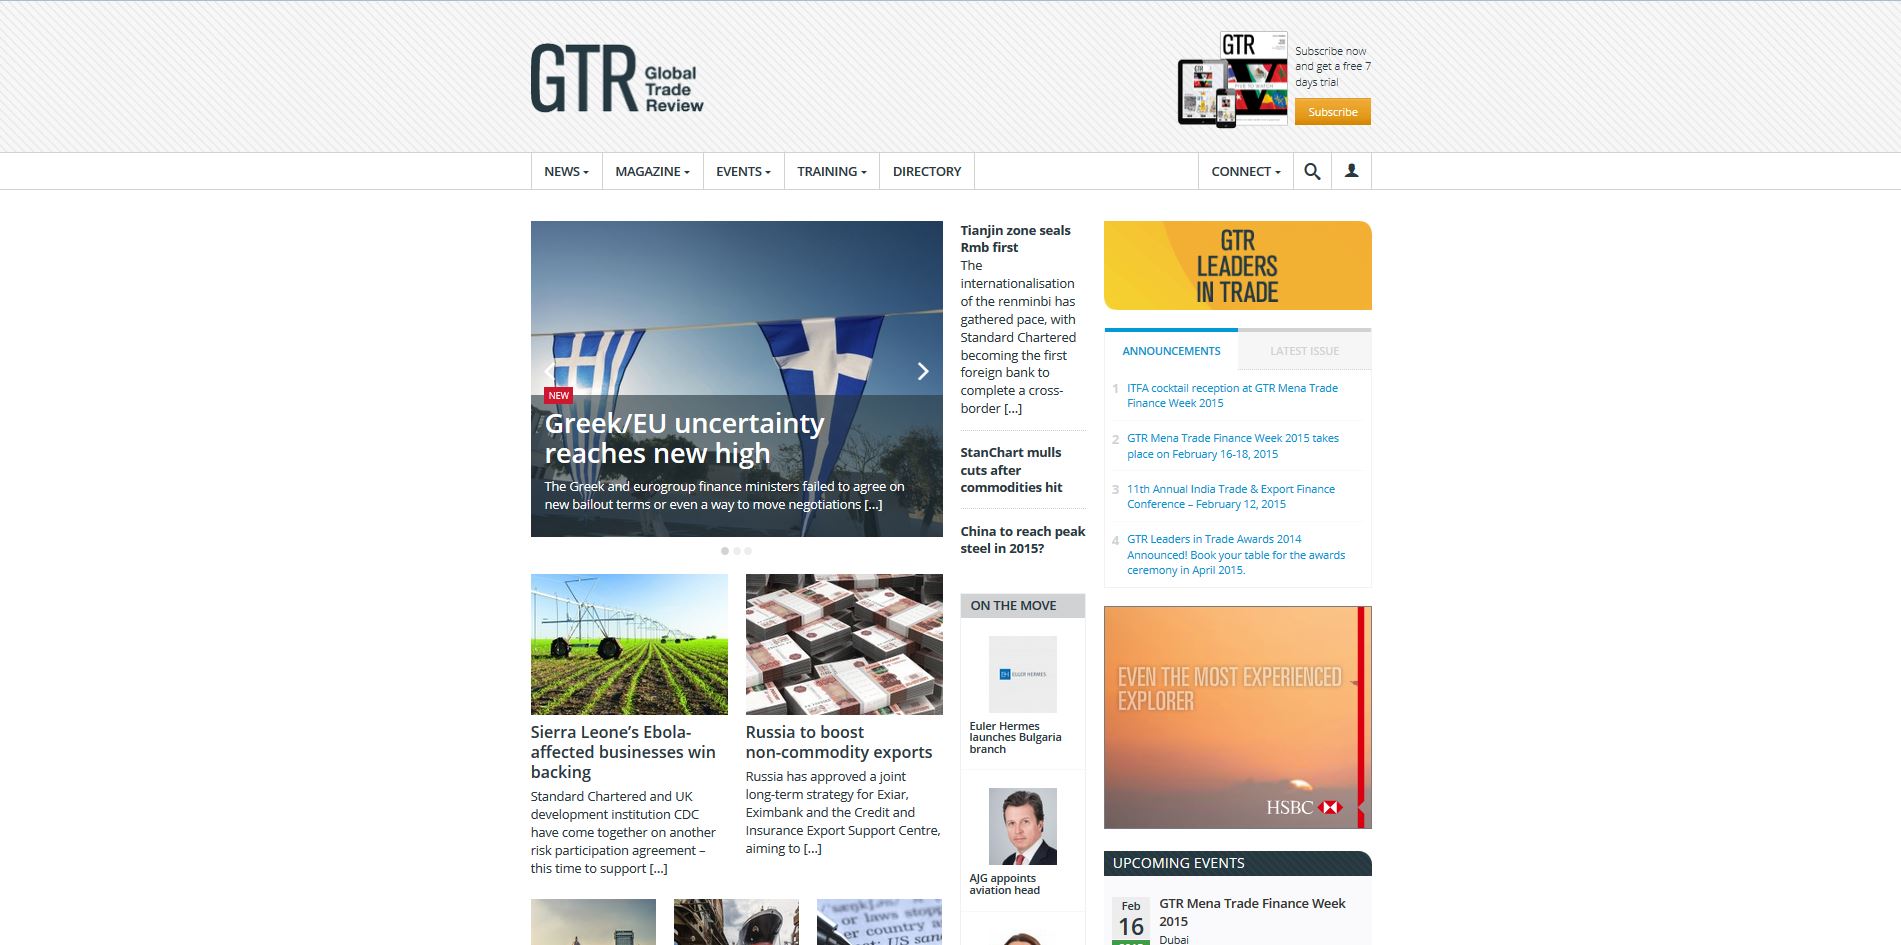 GTR Global
Trade
Review
GTR
Subscribe now
and get a free 7
days trial
Subscribe
NEWS
MAGAZINE
EVENTS
TRAINING
DIRECTORY
CONNECT
NEW
Greek/EU uncertainty
reaches new high
The Greek and eurogroup finance ministers failed to agree on
new bailout terms or even a way to move negotiations [...]
Sierra Leone’s Ebola-
affected businesses win
backing
Standard Chartered and UK
development institution CDC
have come together on another
risk participation agreement –
this time to support [...]
Russia to boost
non-commodity exports
Russia has approved a joint
long-term strategy for Exiar,
Eximbank and the Credit and
Insurance Export Support Centre,
aiming to [...]
or laws stop
er country a
US san
Tianjin zone seals
Rmb first
The
internationalisation
of the renminbi has
gathered pace, with
Standard Chartered
becoming the first
foreign bank to
complete a cross-
border [...]
StanChart mulls
cuts after
commodities hit
China to reach peak
steel in 2015?
ON THE MOVE
EH EULER HERMES
Euler Hermes
launches Bulgaria
branch
AJG appoints
aviation head
GTR
LEADERS
IN TRADE
ANNOUNCEMENTS
LATEST ISSUE
1 ITFA cocktail reception at GTR Mena Trade
Finance Week 2015
2 GTR Mena Trade Finance Week 2015 takes
place on February 16-18, 2015
3 11th Annual India Trade & Export Finance
Conference – February 12, 2015
4 GTR Leaders in Trade Awards 2014
Announced! Book your table for the awards
ceremony in April 2015.
EVEN THE MOST EXPERIENCED
EXPLORER
HSBC
UPCOMING EVENTS
Feb
16
GTR Mena Trade Finance Week
2015
Dubai